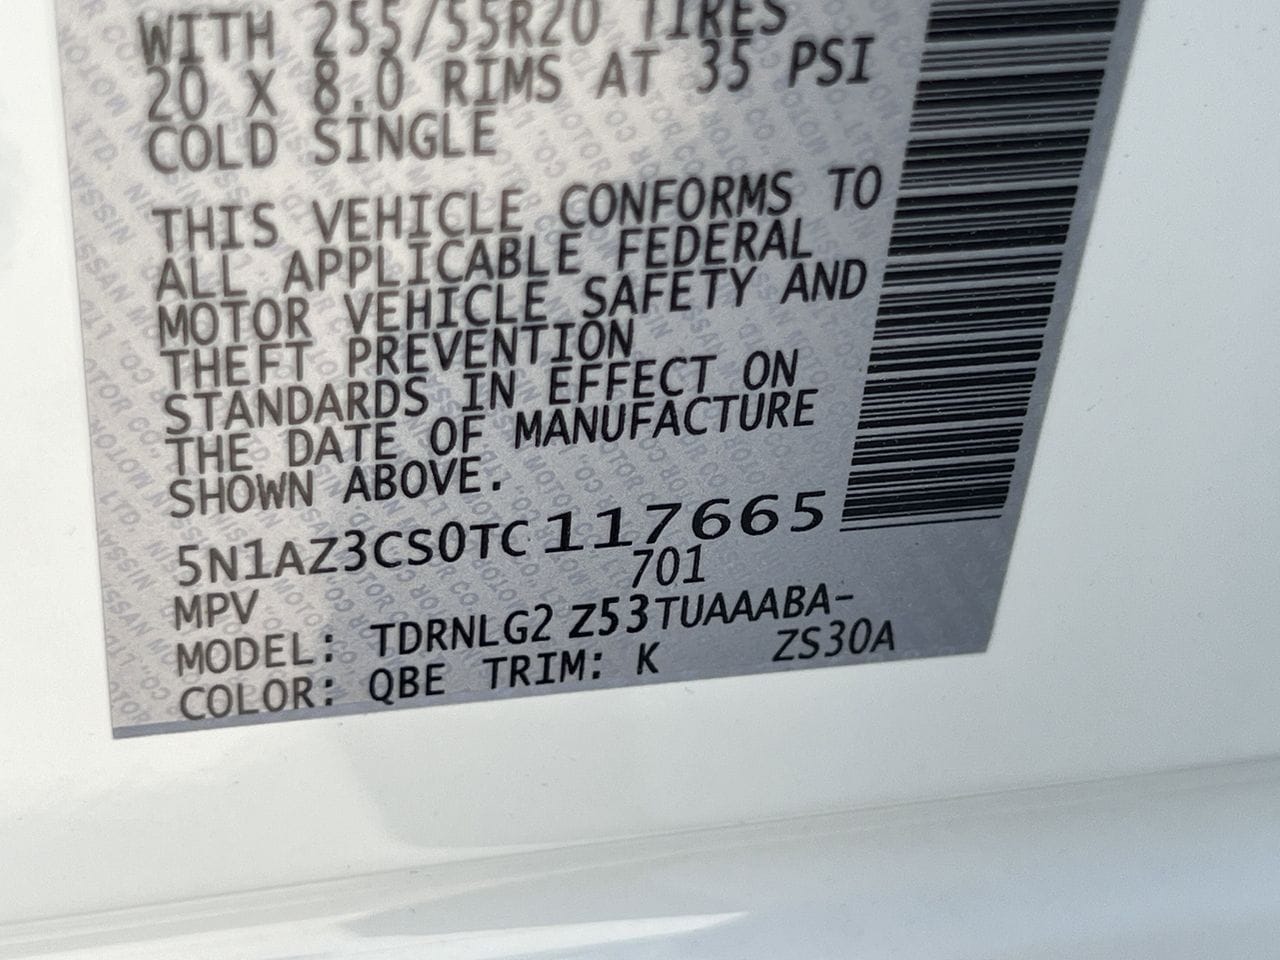 WITH 255/55R20 TIRES
20 X 8.0 RIMS AT 35 PSI
COLD SINGLE
THIS VEHICLE CONFORMS TO
ALL APPLICABLE FEDERAL
MOTOR VEHICLE SAFETY AND
THEFT PREVENTION
STANDARDS IN EFFECT ON
THE DATE OF MANUFACTURE
SHOWN ABOVE.
5N1AZ3CS0TC117665
701
MPV
MODEL: TDRNLG2 Z53TUAAABA-
COLOR: QBE TRIM: K ZS30A